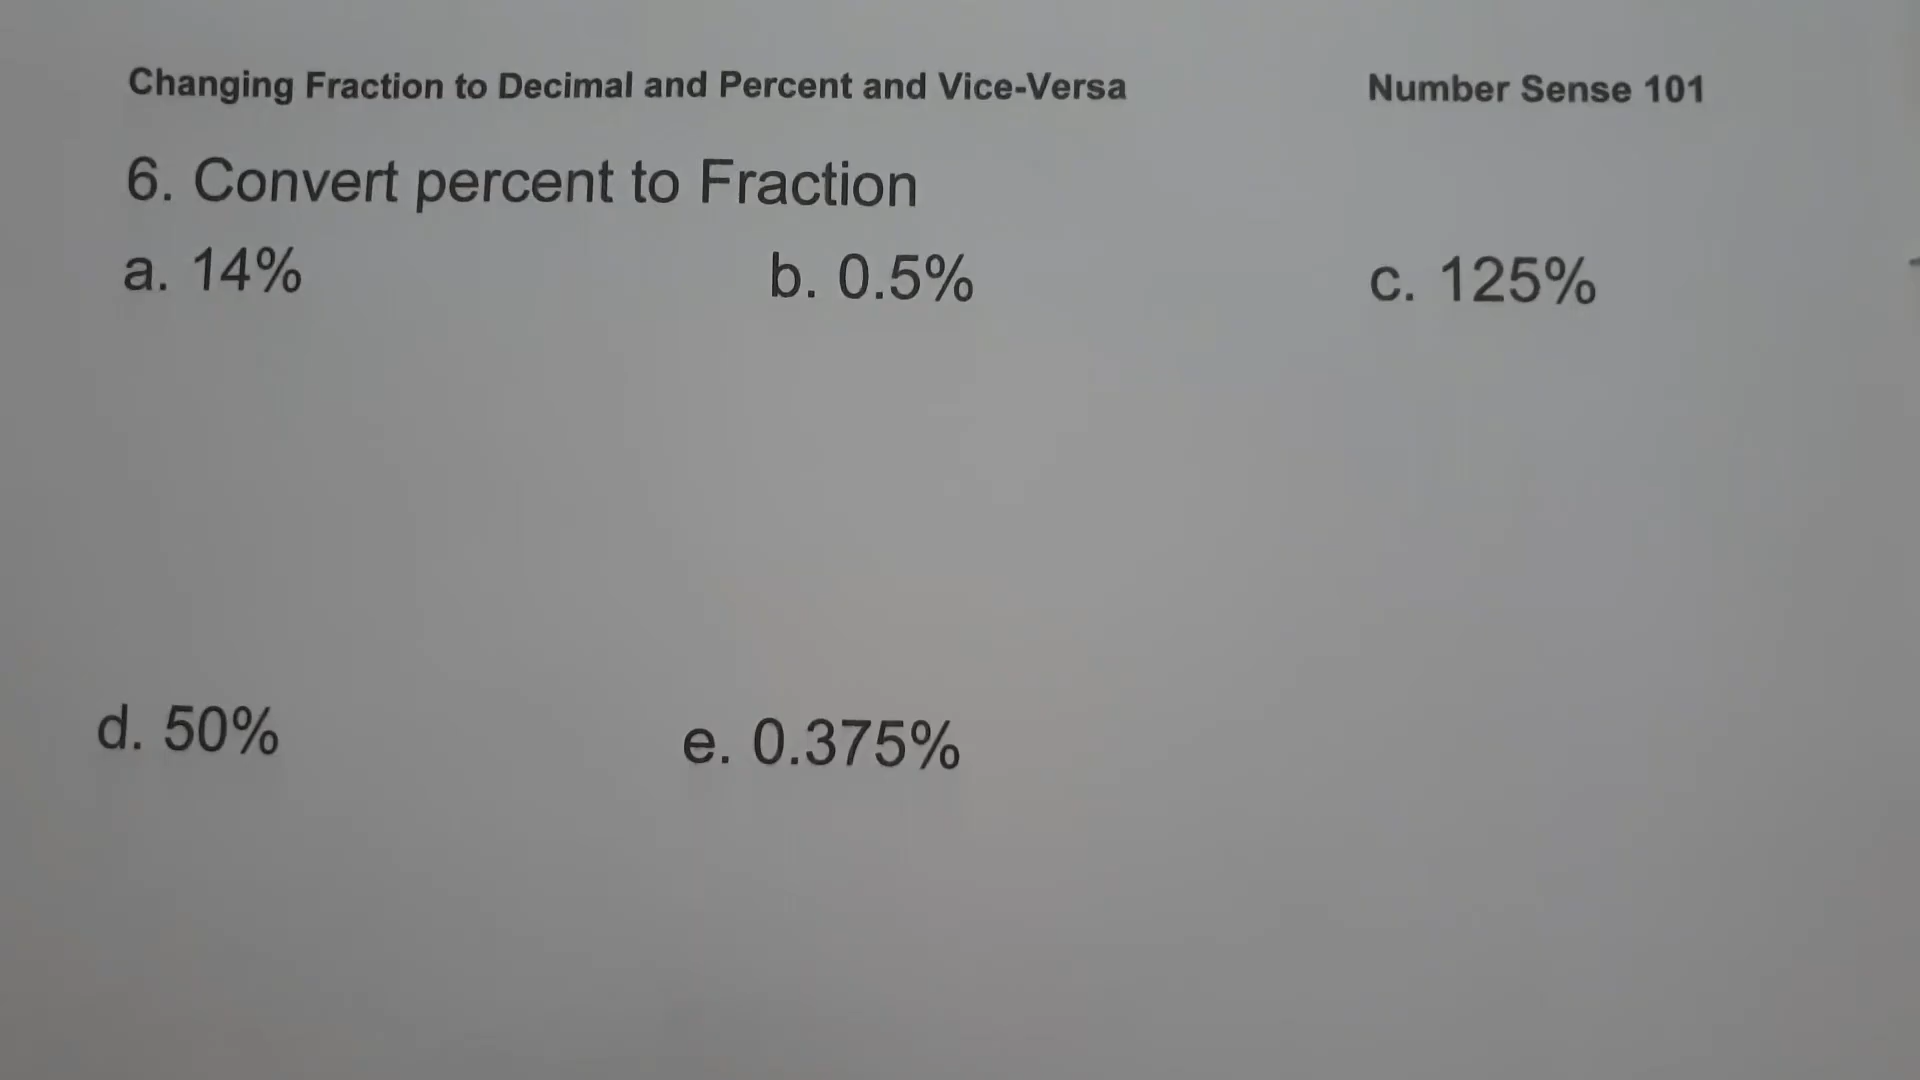 Changing Fraction to Decimal and Percent and Vice-Versa Number Sense 101
6. Convert percent to Fraction
a. 14% b. 0.5% c. 125%
d. 50% e. 0.375%